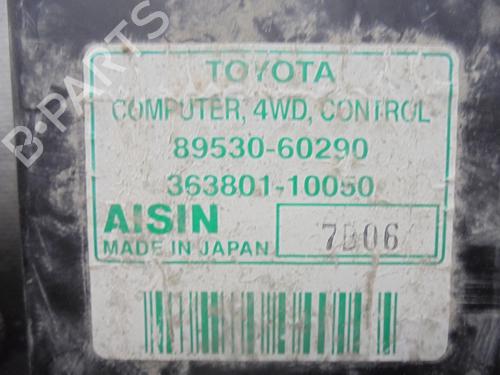 TOYOTA
COMPUTER, 4WD, CONTROL
89530-60290
363801-10050
AISIN
MADE IN JAPAN
7B06
B-PARTS